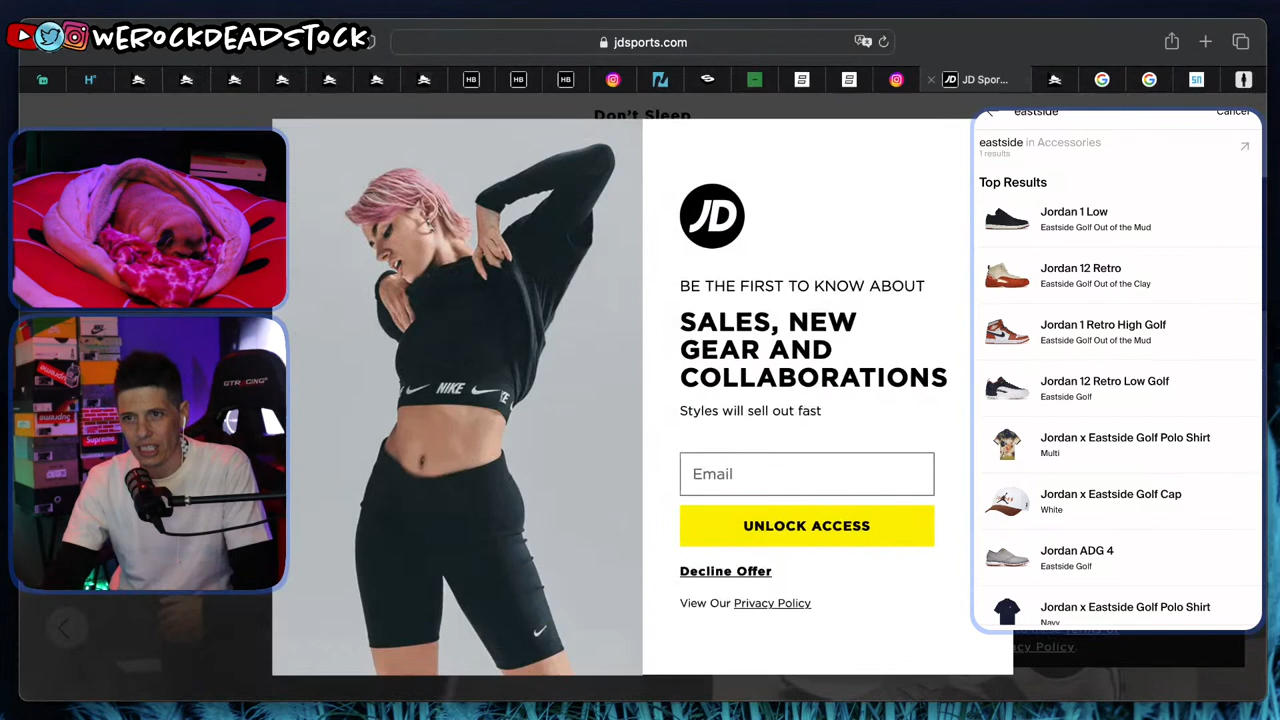 WEROCKDEADSTOCK
jdsports.com
JD Spor...
Don't Sleep
JD
BE THE FIRST TO KNOW ABOUT
SALES, NEW
GEAR AND
COLLABORATIONS
Styles will sell out fast
Email
UNLOCK ACCESS
Decline Offer
View Our Privacy Policy
NIKE
GTRACING
Supreme
eastside
Cancel
eastside in Accessories
1 results
Top Results
Jordan 1 Low
Eastside Golf Out of the Mud
Jordan 12 Retro
Eastside Golf Out of the Clay
Jordan 1 Retro High Golf
Eastside Golf Out of the Mud
Jordan 12 Retro Low Golf
Eastside Golf
Jordan x Eastside Golf Polo Shirt
Multi
Jordan x Eastside Golf Cap
White
Jordan ADG 4
Eastside Golf
Jordan x Eastside Golf Polo Shirt
Navy